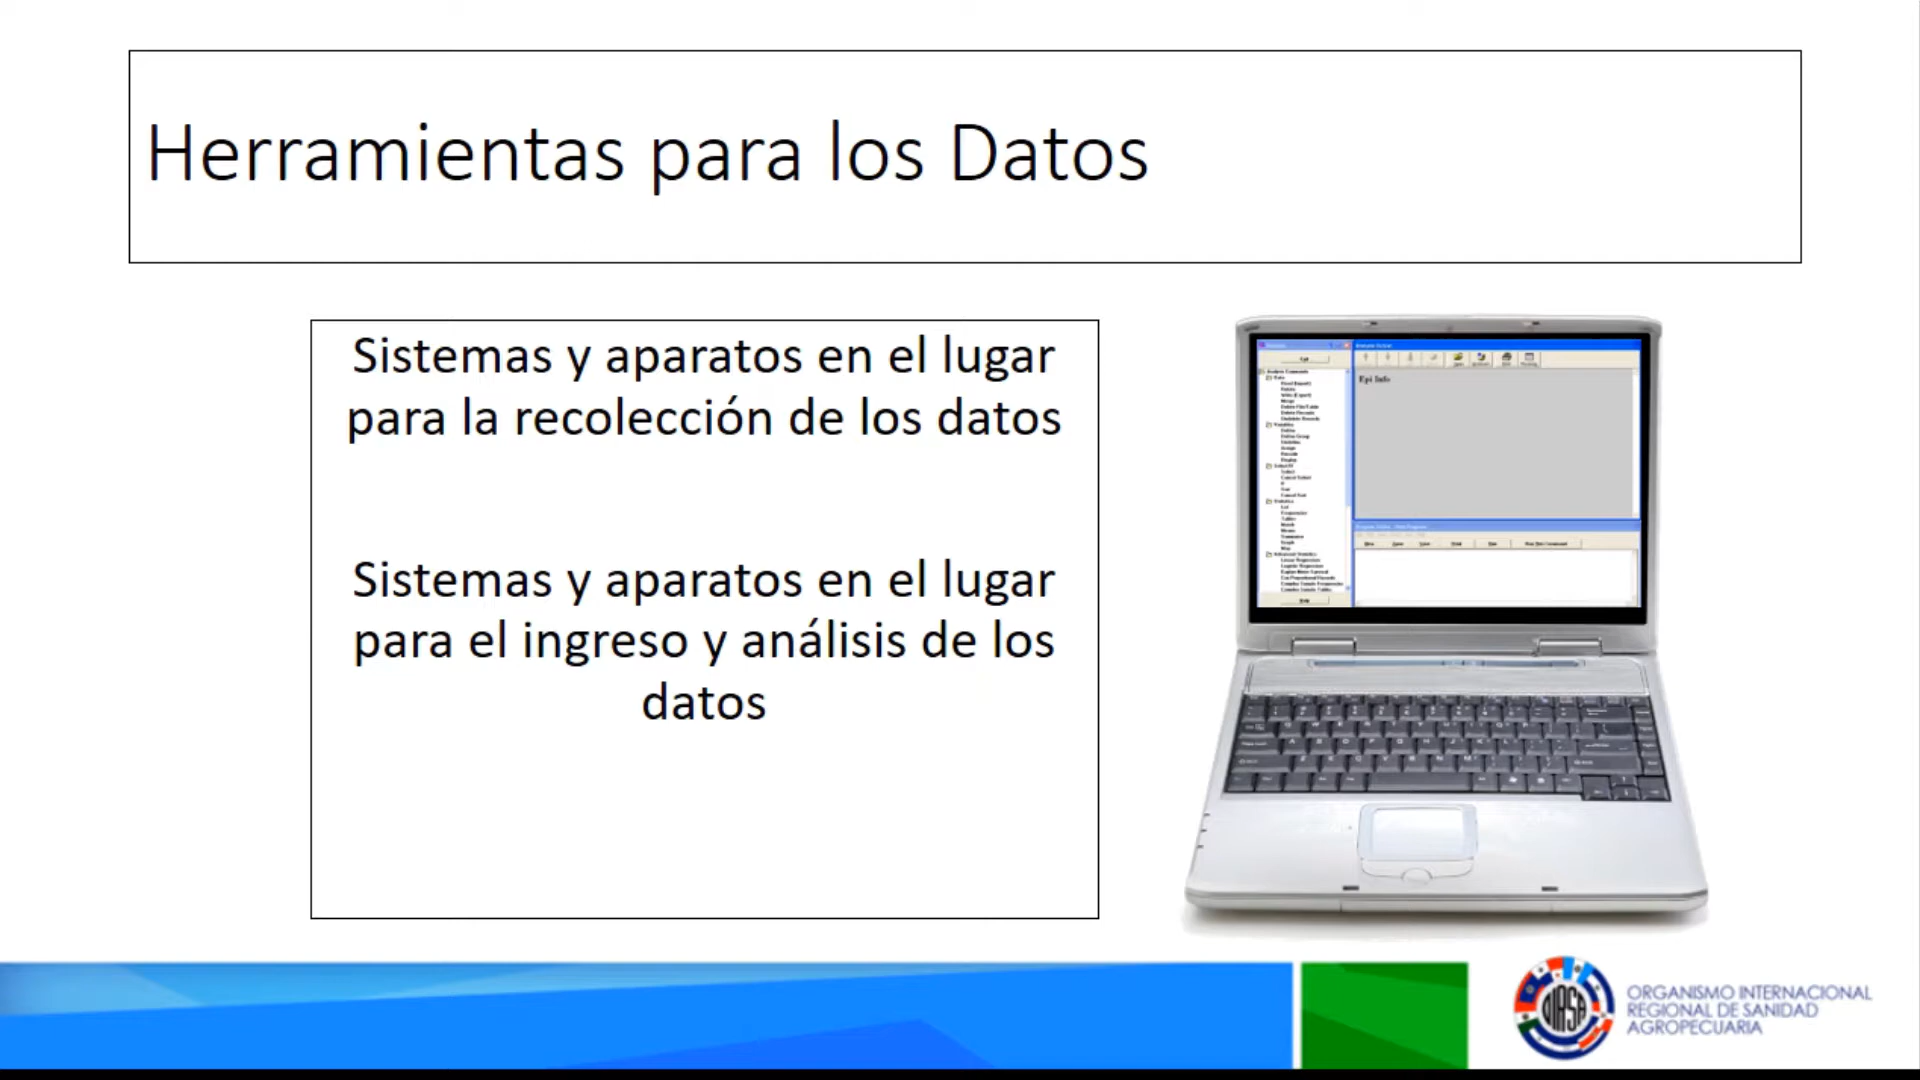 Herramientas para los Datos
Sistemas y aparatos en el lugar
para la recolección de los datos
Sistemas y aparatos en el lugar
para el ingreso y análisis de los
datos
Epi Info
OIRSA
ORGANISMO INTERNACIONAL
REGIONAL DE SANIDAD
AGROPECUARIA